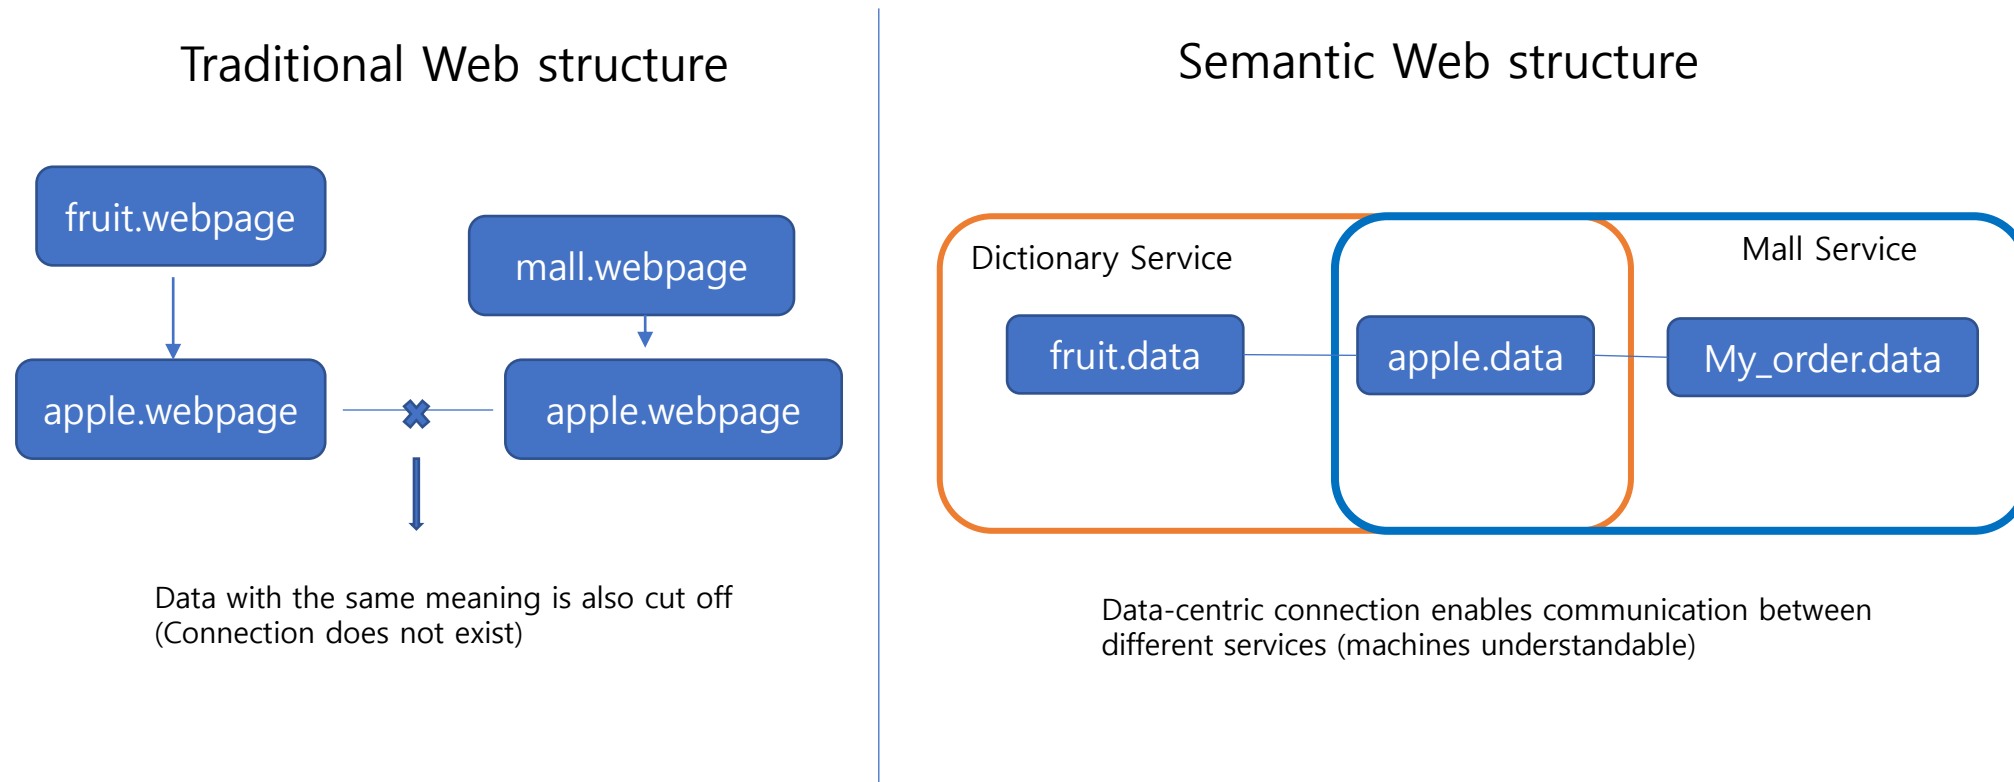 Traditional Web structure
fruit.webpage
mall.webpage
apple.webpage
apple.webpage
Data with the same meaning is also cut off
(Connection does not exist)
Semantic Web structure
Dictionary Service
Mall Service
fruit.data
apple.data
My_order.data
Data-centric connection enables communication between
different services (machines understandable)